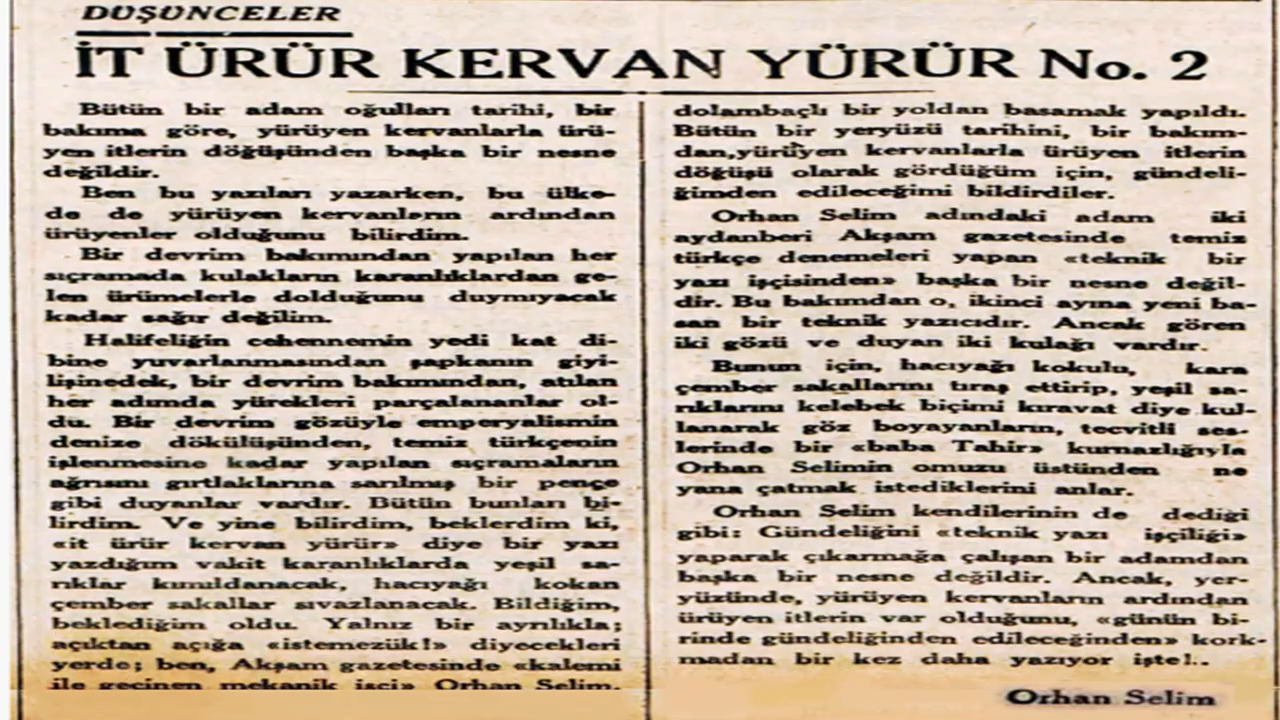 DÜŞÜNCELER
İT ÜRÜR KERVAN YÜRÜR No. 2
Bütün bir adam oğulları tarihi, bir
bakıma göre, yürüyen kervanlarla ürü-
yen itlerin döğüşünden başka bir nesne
değildir.
Ben bu yazıları yazarken, bu ülke-
de de yürüyen kervanların ardından
ürüyenler olduğunu bilirdim.
Bir devrim bakımından yapılan her
sıçramada kulakların karanlıklardan ge-
len ürümelerle dolduğunu duymıyacak
kadar sağır değilim.
Halifeliğin cehennemin yedi kat di-
bine yuvarlanmasından şapkanın giyi-
lişinedek, bir devrim bakımından, atılan
her adımda yürekleri parçalananlar ol-
du. Bir devrim gözüyle emperyalismin
denize dökülüşünden, temiz türkçenin
işlenmesine kadar yapılan sıçramaların
ağrısını gırtlaklarına sarılmış bir pençe
gibi duyanlar vardır. Bütün bunları bi-
lirdim. Ve yine bilirdim, beklerdim ki,
«it ürür kervan yürür» diye bir yazı
yazdığım vakit karanlıklarda yeşil sa-
rıklar kımıldanacak, hacıyağı kokan
çember sakallar sıvazlanacak. Bildiğim,
beklediğim oldu. Yalnız bir ayrılıkla;
açıktan açığa «istemezük!» diyecekleri
yerde; ben, Akşam gazetesinde «kalemi
ile geçinen mekanik işçi» Orhan Selim,
dolambaçlı bir yoldan basamak yapıldı.
Bütün bir yeryüzü tarihini, bir bakım-
dan,yürüyen kervanlarla ürüyen itlerin
döğüşü olarak gördüğüm için, gündeli-
ğimden edileceğimi bildirdiler.
Orhan Selim adındaki adam iki
aydanberi Akşam gazetesinde temiz
türkçe denemeleri yapan «teknik bir
yazı işçisinden» başka bir nesne değil-
dir. Bu bakımdan o, ikinci ayına yeni ba-
san bir teknik yazıcıdır. Ancak gören
iki gözü ve duyan iki kulağı vardır.
Bunun için, hacıyağı kokulu, kara
çember sakallarını tıraş ettirip, yeşil sa-
rıklarını kelebek biçimi kıravat diye kul-
lanarak göz boyayanların, tecvitli ses-
lerinde bir «baba Tahir» kurnazlığıyla
Orhan Selimin omuzu üstünden ne
yana çatmak istediklerini anlar.
Orhan Selim kendilerinin de dediği
gibi: Gündeliğini «teknik yazı işçiliği»
yaparak çıkarmağa çalışan bir adamdan
başka bir nesne değildir. Ancak, yer-
yüzünde, yürüyen kervanların ardından
ürüyen itlerin var olduğunu, «günün bi-
rinde gündeliğinden edileceğinden» kork-
madan bir kez daha yazıyor işte!..
Orhan Selim